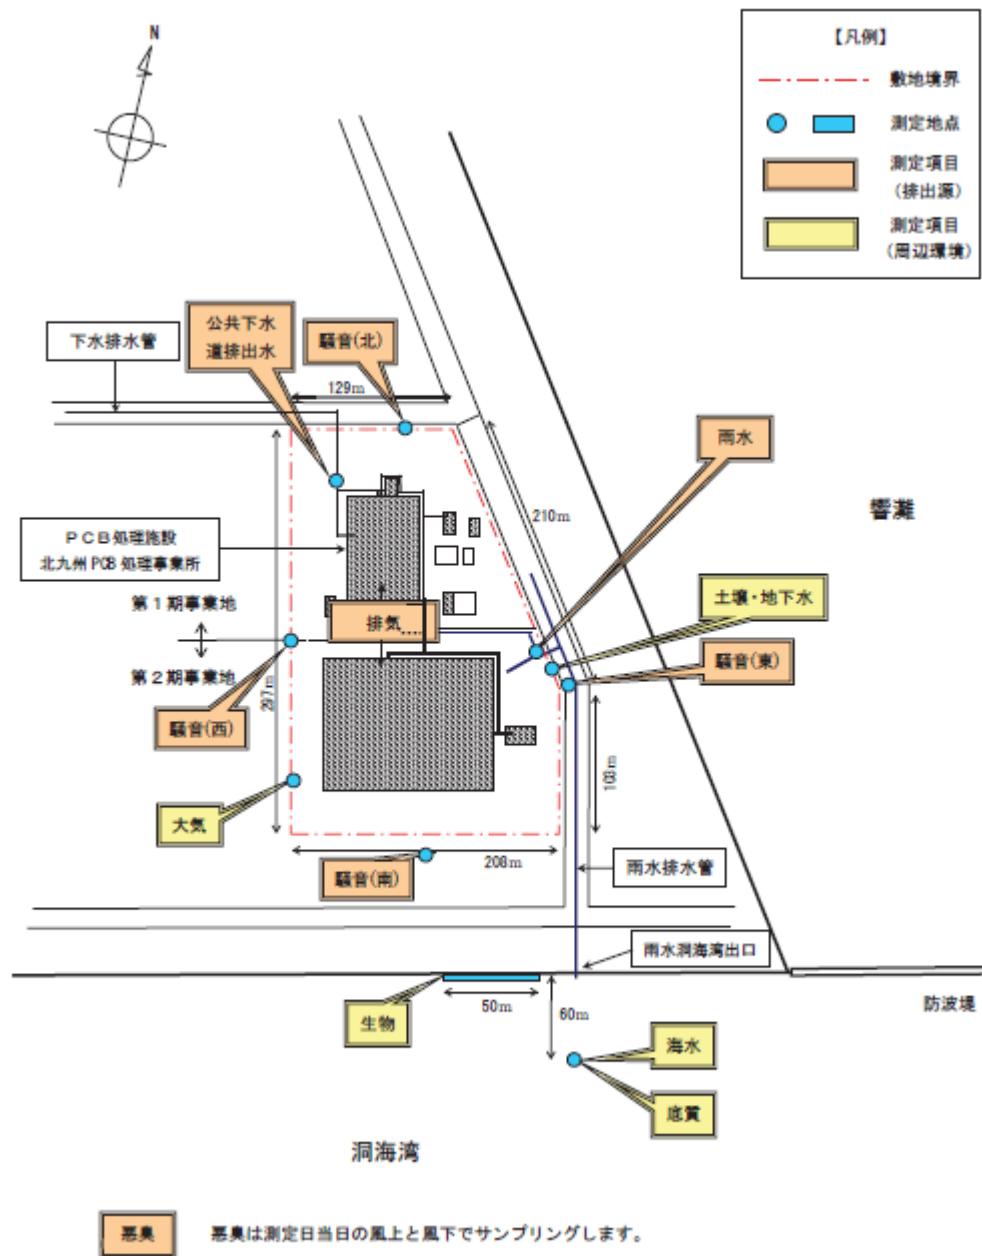 N
【凡例】
敷地境界
測定地点
測定項目
(排出源)
測定項目
(周辺環境)
下水排水管
公共下水
道排出水
騒音(北)
129m
雨水
210m
響灘
PCB処理施設
北九州 PCB 処理事業所
第1期事業地
排気
土壌・地下水
騒音(東)
第2期事業地
297m
騒音(西)
103m
大気
208m
騒音(南)
雨水排水管
雨水洞海湾出口
生物
50m
60m
防波堤
海水
底質
洞海湾
悪臭
悪臭は測定日当日の風上と風下でサンプリングします。